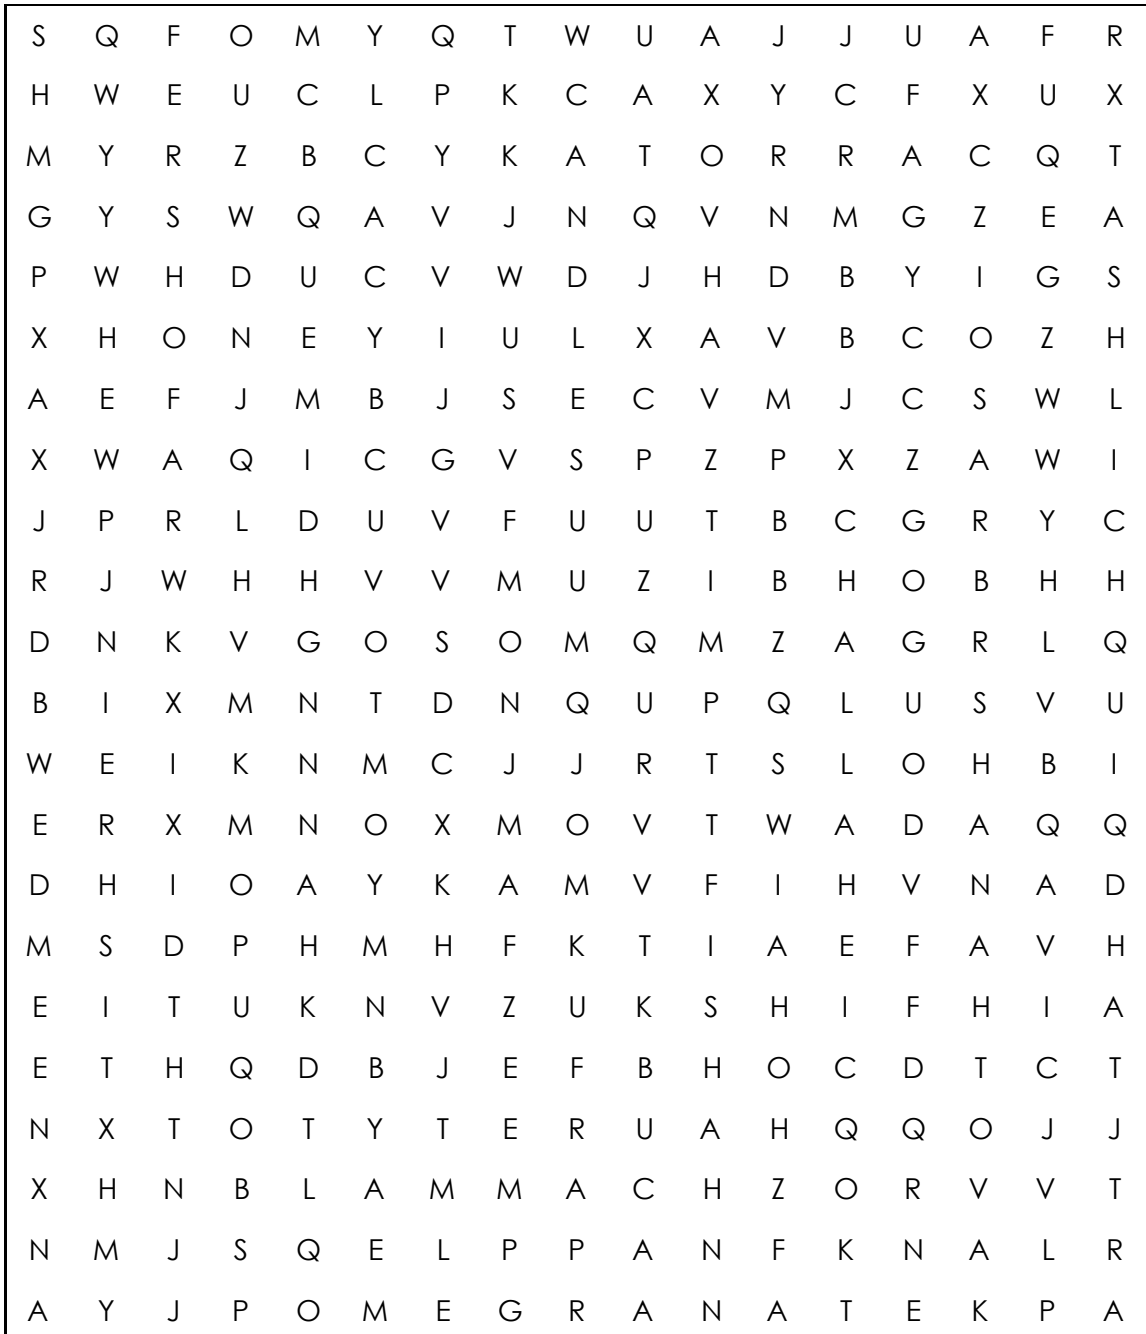 S Q F O M Y Q T W U A J J U A F R
H W E U C L P K C A X Y C F X U X
M Y R Z B C Y K A T O R R A C Q T
G Y S W Q A V J N Q V N M G Z E A
P W H D U C V W D J H D B Y I G S
X H O N E Y I U L X A V B C O Z H
A E F J M B J S E C V M J C S W L
X W A Q I C G V S P Z P X Z A W I
J P R L D U V F U U T B C G R Y C
R J W H H V V M U Z I B H O B H H
D N K V G O S O M Q M Z A G R L Q
B I X M N T D N Q U P Q L U S V U
W E I K N M C J J R T S L O H B I
E R X M N O X M O V T W A D A Q Q
D H I O A Y K A M V F I H V N A D
M S D P H M H F K T I A E F A V H
E I T U K N V Z U K S H I F H I A
E T H Q D B J E F B H O C D T C T
N X T O T Y T E R U A H Q Q O J J
X H N B L A M M A C H Z O R V V T
N M J S Q E L P P A N F K N A L R
A Y J P O M E G R A N A T E K P A